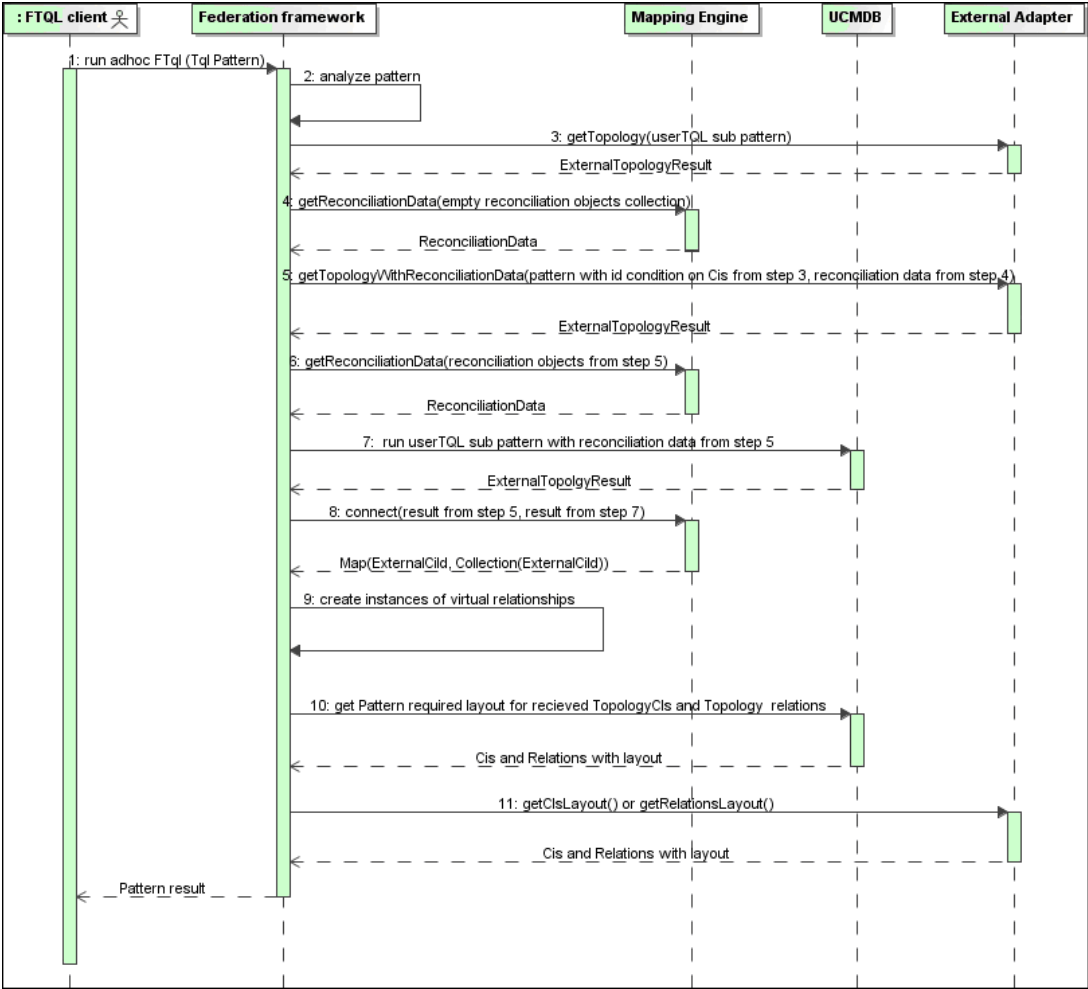 : FTQL client
Federation framework
Mapping Engine
UCMDB
External Adapter
1: run adhoc FTql (Tql Pattern)
2: analyze pattern
3: getTopology(userTQL sub pattern)
ExternalTopologyResult
4: getReconciliationData(empty reconciliation objects collection)
ReconciliationData
5: getTopologyWithReconciliationData(pattern with id condition on Cis from step 3, reconciliation data from step 4)
ExternalTopologyResult
6: getReconciliationData(reconciliation objects from step 5)
ReconciliationData
7: run userTQL sub pattern with reconciliation data from step 5
ExternalTopolgyResult
8: connect(result from step 5, result from step 7)
Map(ExternalCiId, Collection(ExternalCiId))
9: create instances of virtual relationships
10: get Pattern required layout for recieved TopologyCIs and Topology relations
Cis and Relations with layout
11: getCIsLayout() or getRelationsLayout()
Cis and Relations with layout
Pattern result